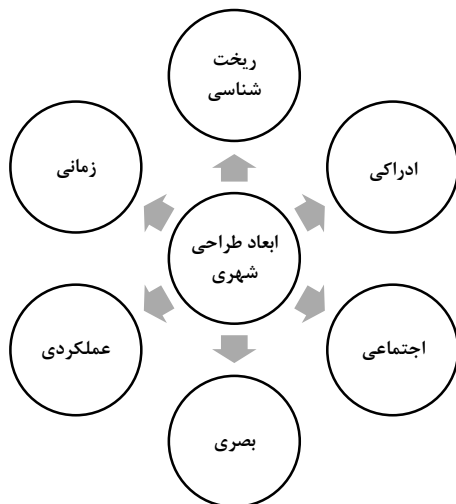 ریخت
شناسی
ادراکی
زمانی
ابعاد طراحی
شهری
اجتماعی
عملکردی
بصری